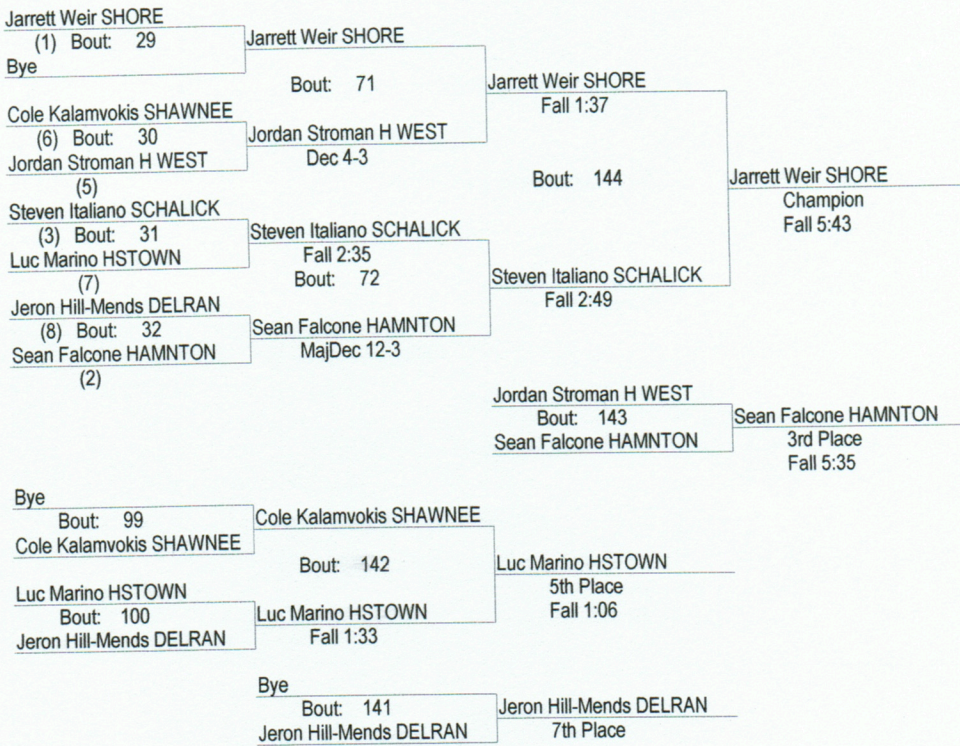 Jarrett Weir SHORE
(1) Bout: 29
Bye
Jarrett Weir SHORE
Bout: 71
Cole Kalamvokis SHAWNEE
(6) Bout: 30
Jordan Stroman H WEST
(5)
Jordan Stroman H WEST
Dec 4-3
Jarrett Weir SHORE
Fall 1:37
Bout: 144
Steven Italiano SCHALICK
(3) Bout: 31
Luc Marino HSTOWN
(7)
Steven Italiano SCHALICK
Fall 2:35
Bout: 72
Jeron Hill-Mends DELRAN
(8) Bout: 32
Sean Falcone HAMNTON
(2)
Sean Falcone HAMNTON
MajDec 12-3
Steven Italiano SCHALICK
Fall 2:49
Jarrett Weir SHORE
Champion
Fall 5:43
Jordan Stroman H WEST
Bout: 143
Sean Falcone HAMNTON
Sean Falcone HAMNTON
3rd Place
Fall 5:35
Bye
Bout: 99
Cole Kalamvokis SHAWNEE
Cole Kalamvokis SHAWNEE
Bout: 142
Luc Marino HSTOWN
Bout: 100
Jeron Hill-Mends DELRAN
Luc Marino HSTOWN
Fall 1:33
Luc Marino HSTOWN
5th Place
Fall 1:06
Bye
Bout: 141
Jeron Hill-Mends DELRAN
Jeron Hill-Mends DELRAN
7th Place